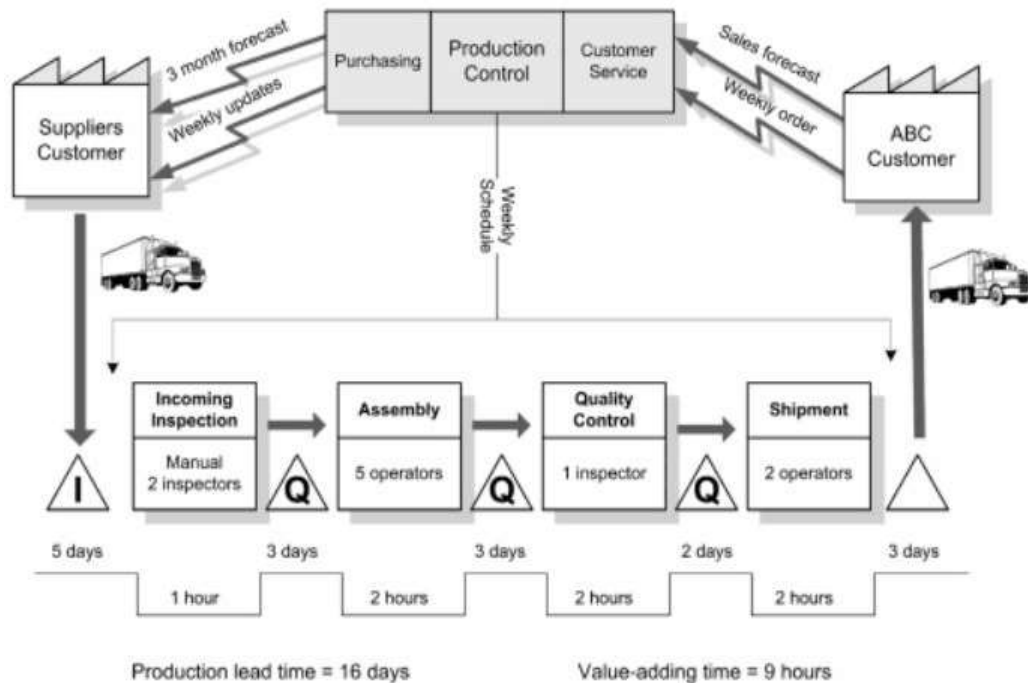 3 month forecast
Weekly updates
Purchasing
Production
Control
Customer
Service
Sales forecast
Weekly order
Suppliers
Customer
ABC
Customer
Weekly
Schedule
Incoming
Inspection
Manual
2 inspectors
Assembly
5 operators
Quality
Control
1 inspector
Shipment
2 operators
I
Q
Q
Q
5 days
3 days
3 days
2 days
3 days
1 hour
2 hours
2 hours
2 hours
Production lead time = 16 days
Value-adding time = 9 hours